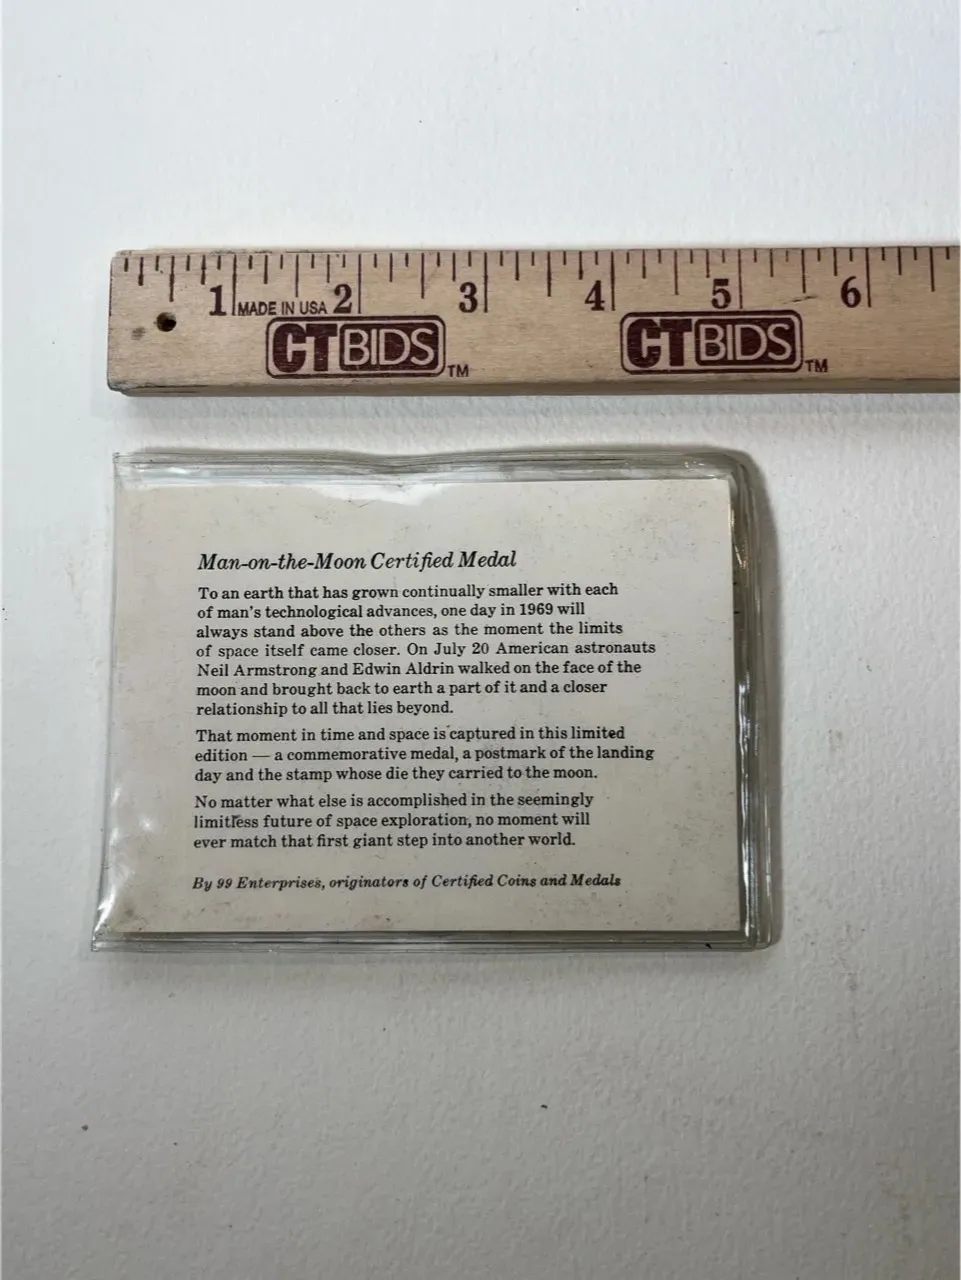 1 2 3 4 5 6
MADE IN USA
CTBIDS TM CTBIDS TM
Man-on-the-Moon Certified Medal
To an earth that has grown continually smaller with each
of man's technological advances, one day in 1969 will
always stand above the others as the moment the limits
of space itself came closer. On July 20 American astronauts
Neil Armstrong and Edwin Aldrin walked on the face of the
moon and brought back to earth a part of it and a closer
relationship to all that lies beyond.
That moment in time and space is captured in this limited
edition — a commemorative medal, a postmark of the landing
day and the stamp whose die they carried to the moon.
No matter what else is accomplished in the seemingly
limitless future of space exploration, no moment will
ever match that first giant step into another world.
By 99 Enterprises, originators of Certified Coins and Medals